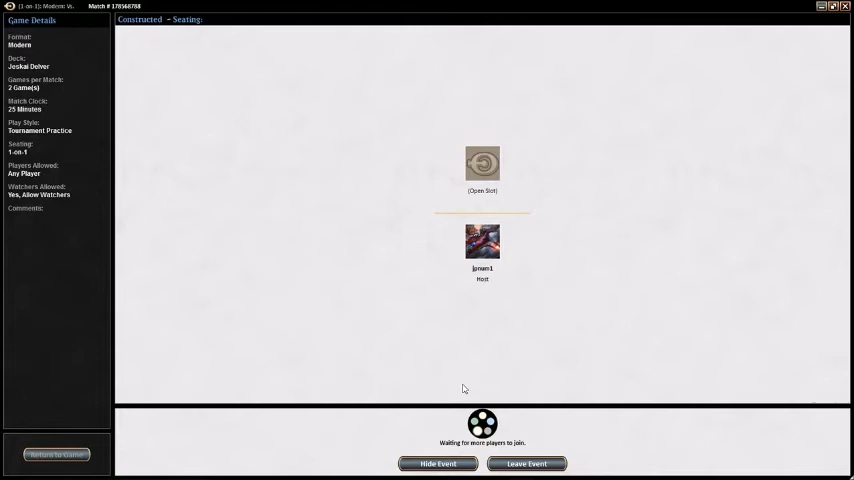 (1-on-1): Modern: Vs.
Match # 178568788
Game Details
Format:
Modern
Deck:
Jeskai Delver
Games per Match:
2 Game(s)
Match Clock:
25 Minutes
Play Style:
Tournament Practice
Seating:
1-on-1
Players Allowed:
Any Player
Watchers Allowed:
Yes, Allow Watchers
Comments:
Return to Game
Constructed - Seating:
(Open Slot)
jpnum1
Host
Waiting for more players to join.
Hide Event
Leave Event